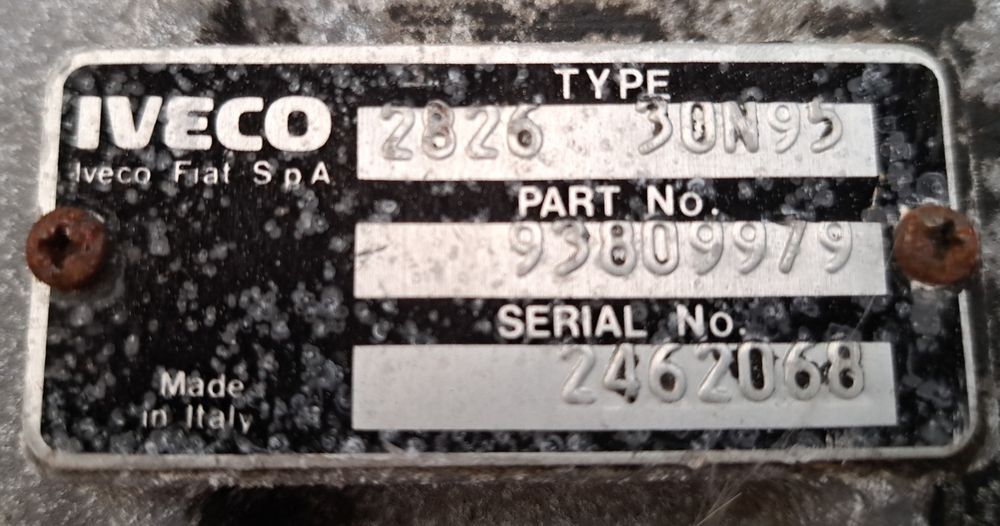 IVECO
Iveco Fiat SpA
TYPE
2826 30N95
PART No.
93809979
SERIAL No.
2462068
Made
in Italy